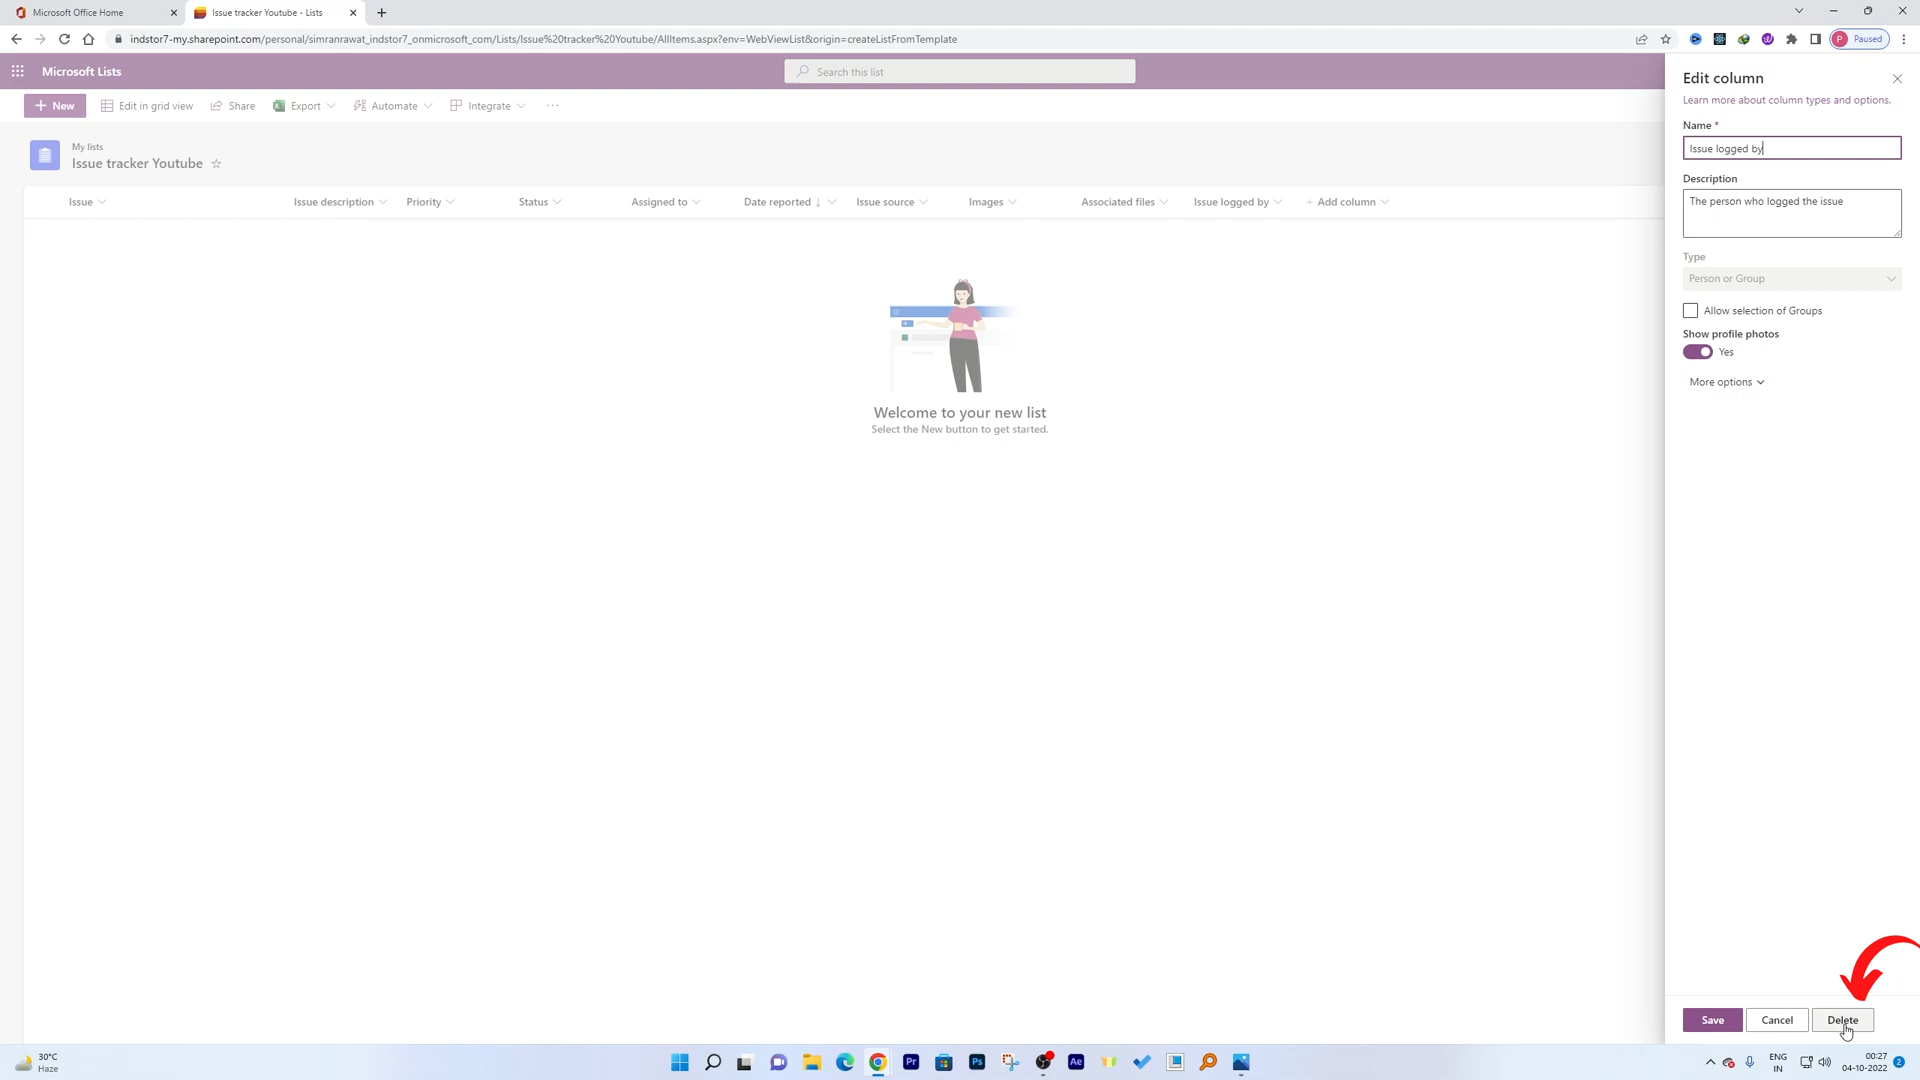 Microsoft Office Home
Issue tracker Youtube - Lists
indstor7-my.sharepoint.com/personal/simranrawat_indstor7_onmicrosoft_com/Lists/Issue%20tracker%20Youtube/AllItems.aspx?env=WebViewList&origin=createListFromTemplate
P Paused
Microsoft Lists
Search this list
New
Edit in grid view
Share
Export
Automate
Integrate
My lists
Issue tracker Youtube
Issue
Issue description
Priority
Status
Assigned to
Date reported
Issue source
Images
Associated files
Issue logged by
+ Add column
Welcome to your new list
Select the New button to get started.
Edit column
Learn more about column types and options.
Name *
Issue logged by
Description
The person who logged the issue
Type
Person or Group
Allow selection of Groups
Show profile photos
Yes
More options
Save
Cancel
Delete
30°C
Haze
Pr
Ps
Ae
ENG
IN
00:27
04-10-2022
2